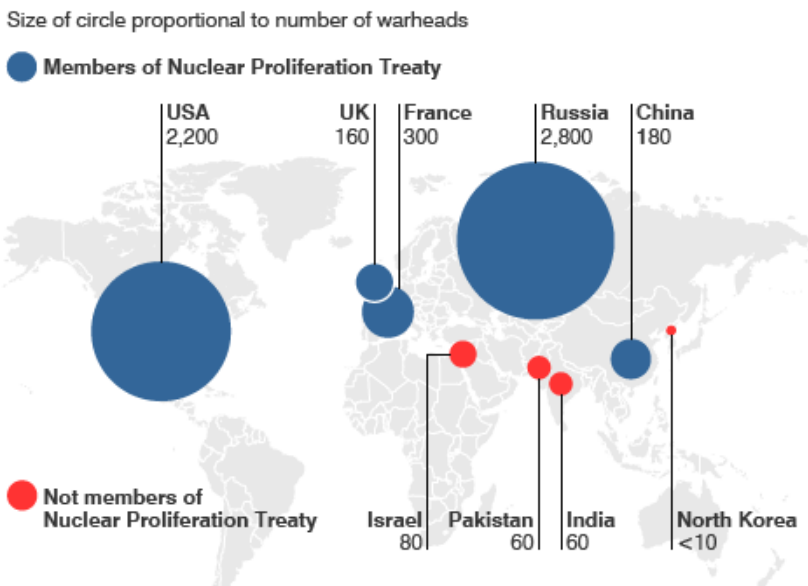 Size of circle proportional to number of warheads
Members of Nuclear Proliferation Treaty
USA
2,200
UK
160
France
300
Russia
2,800
China
180
Not members of
Nuclear Proliferation Treaty
Israel
80
Pakistan
60
India
60
North Korea
<10